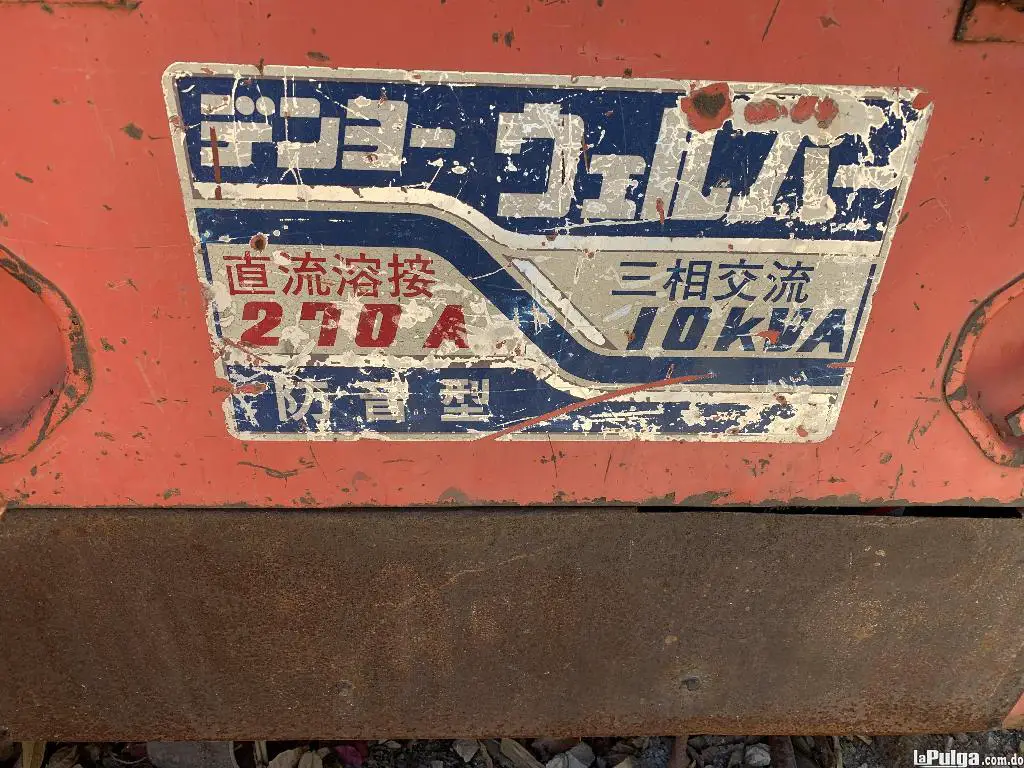 デンヨー ウェルパー
直流溶接
270A
三相交流
10KVA
防音型
laPulga.com.do